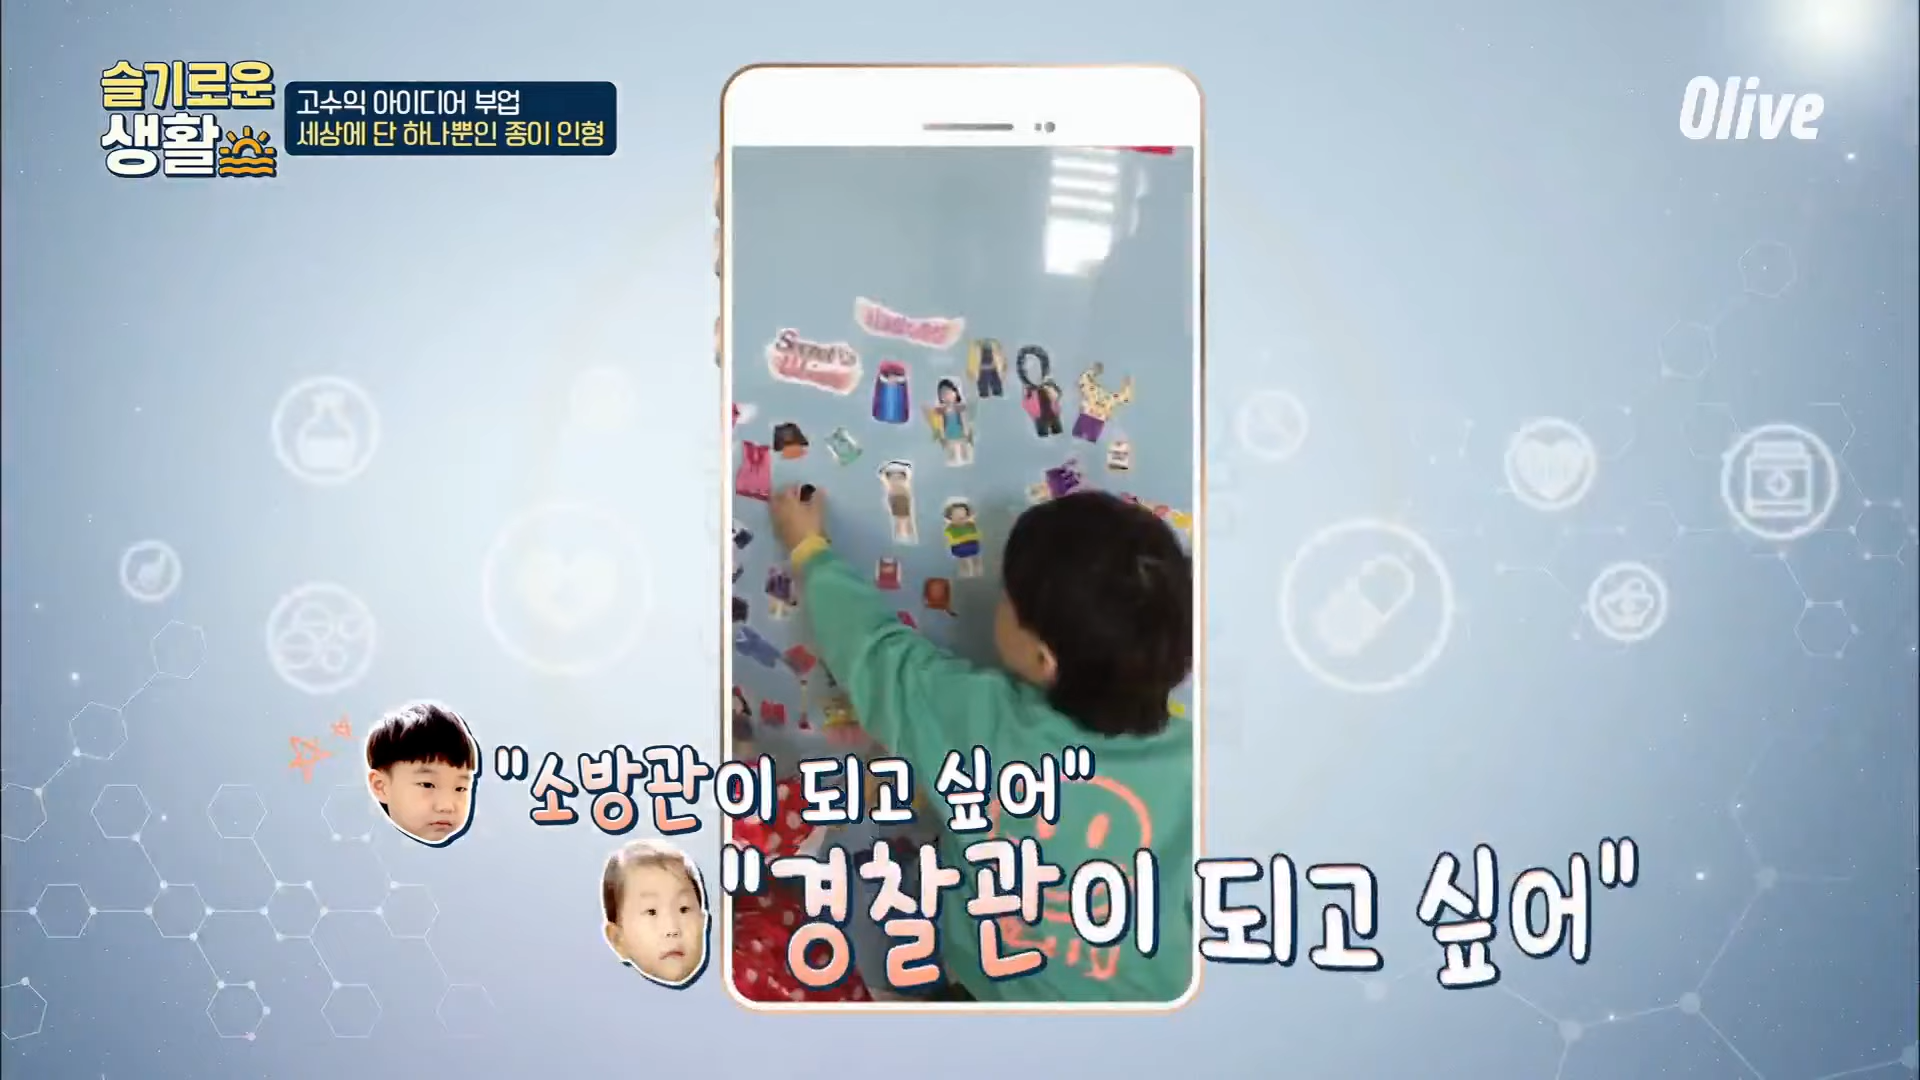 슬기로운
생활
고수익 아이디어 부업
세상에 단 하나뿐인 종이 인형
Olive
"소방관이 되고 싶어"
"경찰관이 되고 싶어"